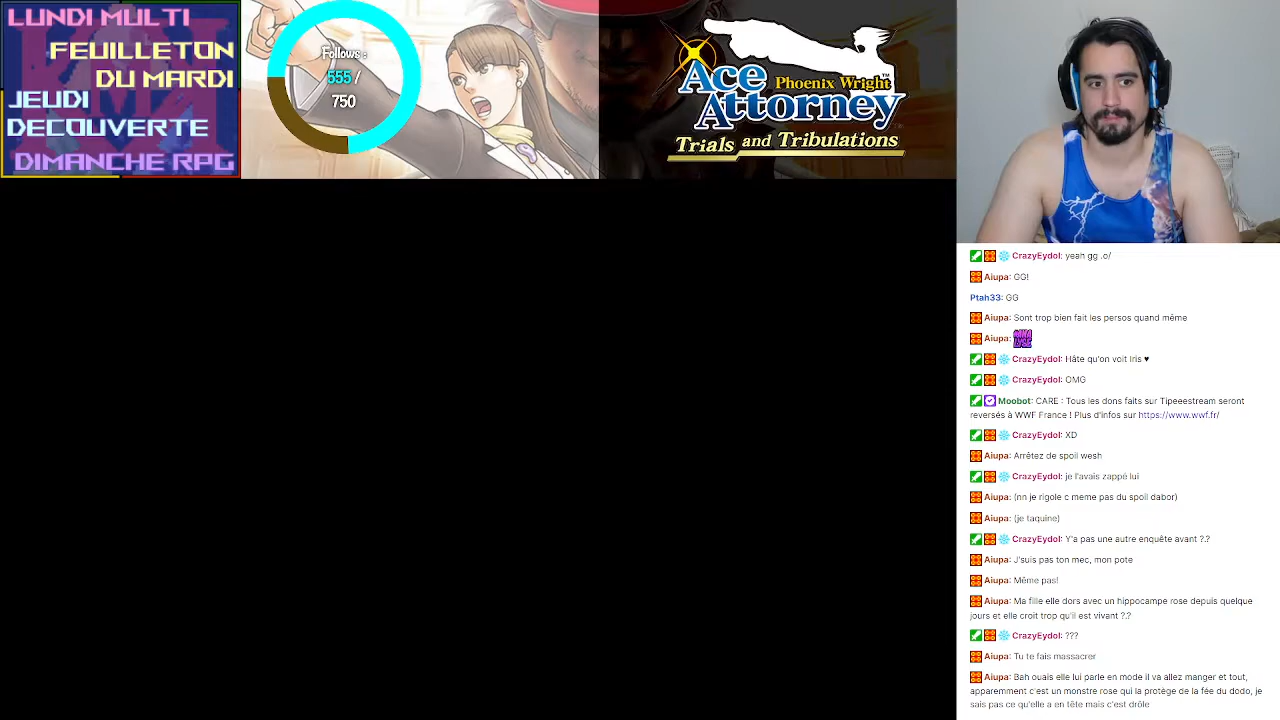 LUNDI MULTI
FEUILLETON
DU MARDI
JEUDI
DECOUVERTE
DIMANCHE RPG
Follows :
555 /
750
Phoenix Wright™
Ace
Attorney
Trials and Tribulations
CrazyEydol: yeah gg .o/
Aiupa: GG!
Ptah33: GG
Aiupa: Sont trop bien fait les persos quand même
Aiupa:
CrazyEydol: Hâte qu'on voit Iris ♥
CrazyEydol: OMG
Moobot: CARE : Tous les dons faits sur Tipeeestream seront
reversés à WWF France ! Plus d'infos sur https://www.wwf.fr/
CrazyEydol: XD
Aiupa: Arrêtez de spoil wesh
CrazyEydol: je l'avais zappé lui
Aiupa: (nn je rigole c meme pas du spoil dabor)
Aiupa: (je taquine)
CrazyEydol: Y'a pas une autre enquête avant ?.?
Aiupa: J'suis pas ton mec, mon pote
Aiupa: Même pas!
Aiupa: Ma fille elle dors avec un hippocampe rose depuis quelque
jours et elle croit trop qu'il est vivant ?.?
CrazyEydol: ???
Aiupa: Tu te fais massacrer
Aiupa: Bah ouais elle lui parle en mode il va allez manger et tout,
apparemment c'est un monstre rose qui la protège de la fée du dodo, je
sais pas ce qu'elle a en tête mais c'est drôle